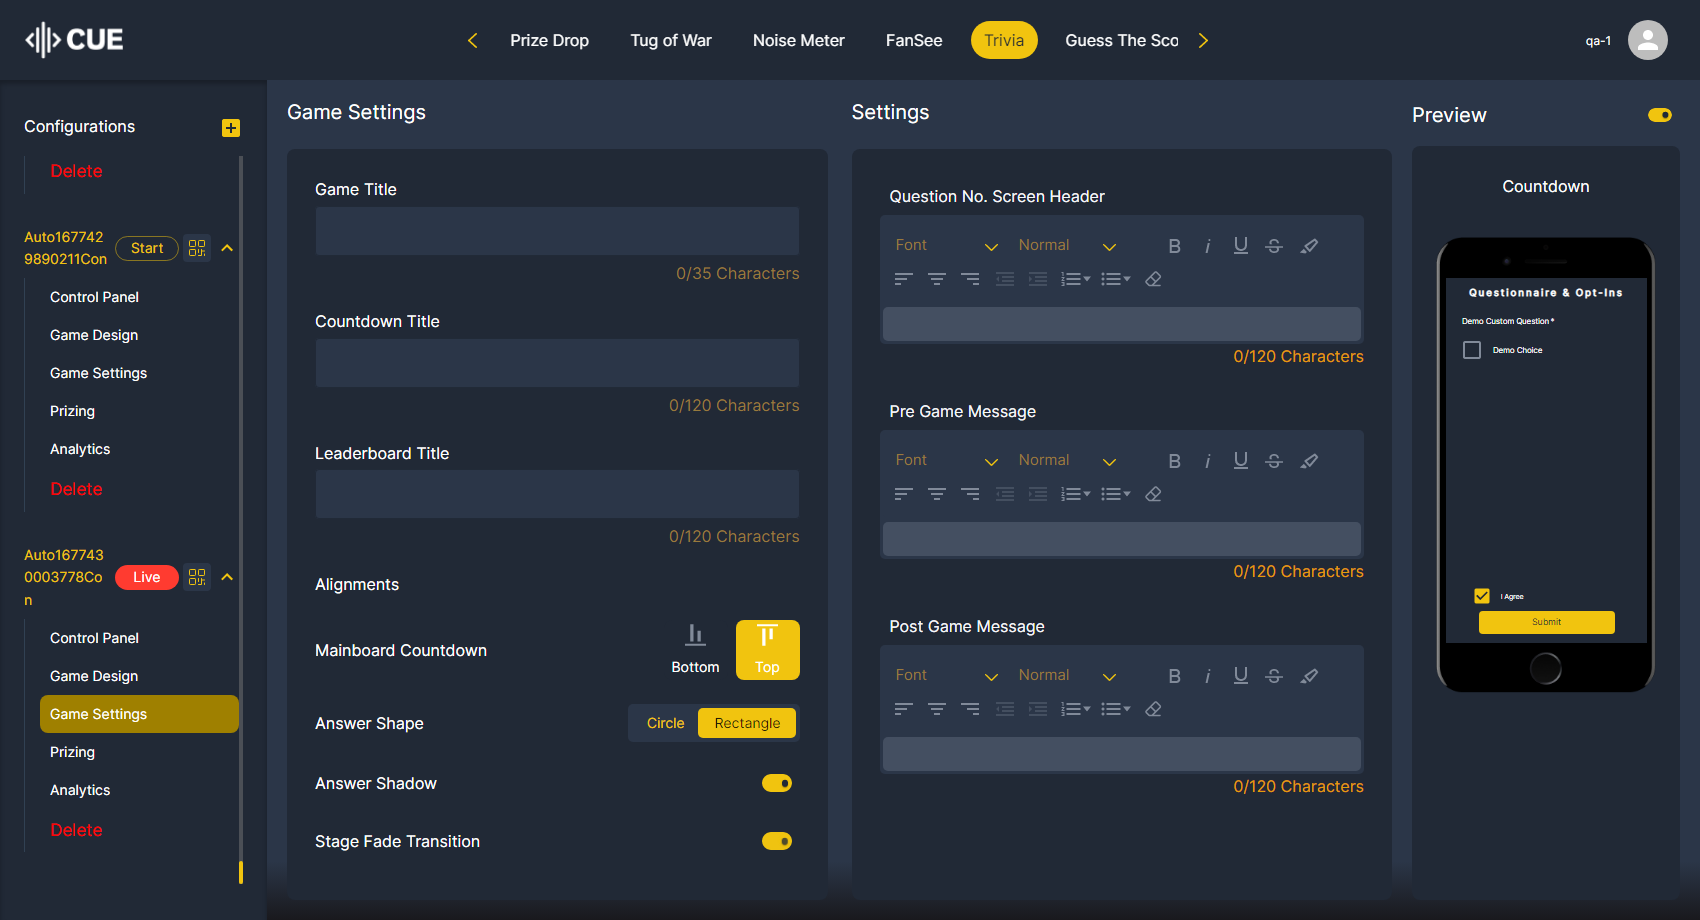 CUE
Prize Drop
Tug of War
Noise Meter
FanSee
Trivia
Guess The Sco
qa-1
Configurations
Delete
Auto167742
9890211Con
Start
Control Panel
Game Design
Game Settings
Prizing
Analytics
Delete
Auto167743
0003778Co
n
Live
Control Panel
Game Design
Game Settings
Prizing
Analytics
Delete
Game Settings
Game Title
0/35 Characters
Countdown Title
0/120 Characters
Leaderboard Title
0/120 Characters
Alignments
Mainboard Countdown
Bottom
Top
Answer Shape
Circle
Rectangle
Answer Shadow
Stage Fade Transition
Settings
Question No. Screen Header
Font
Normal
B i U S
0/120 Characters
Pre Game Message
Font
Normal
B i U S
0/120 Characters
Post Game Message
Font
Normal
B i U S
0/120 Characters
Preview
Countdown
Questionnaire & Opt-Ins
Demo Custom Question *
Demo Choice
I Agree
Submit